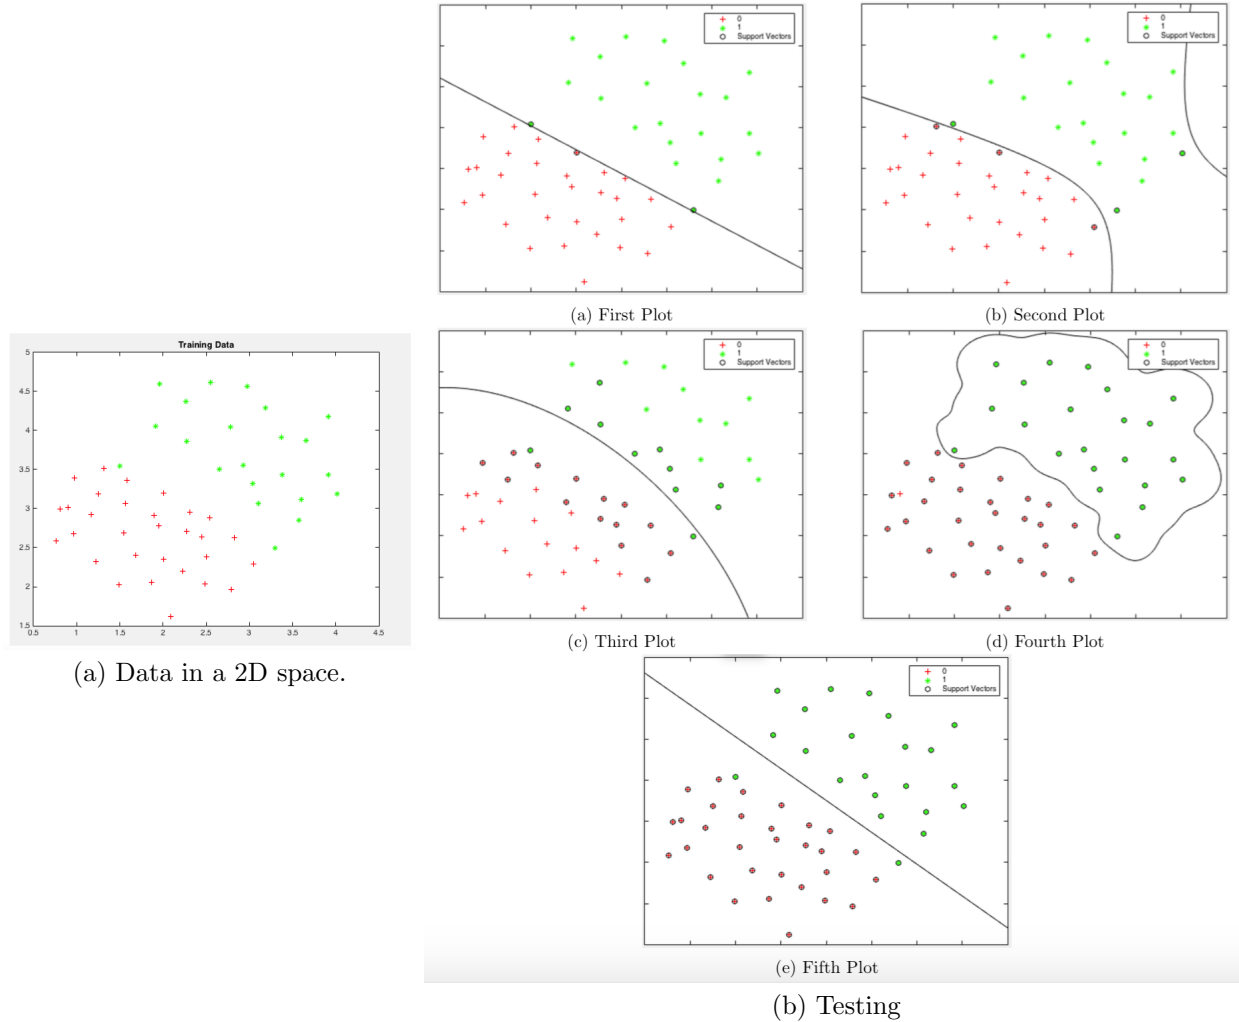 0
1
Support Vectors
(a) First Plot
0
1
Support Vectors
(b) Second Plot
Training Data
5
4.5
4
3.5
3
2.5
2
1.5
0.5 1 1.5 2 2.5 3 3.5 4 4.5
(a) Data in a 2D space.
0
1
Support Vectors
(c) Third Plot
0
1
Support Vectors
(d) Fourth Plot
0
1
Support Vectors
(e) Fifth Plot
(b) Testing